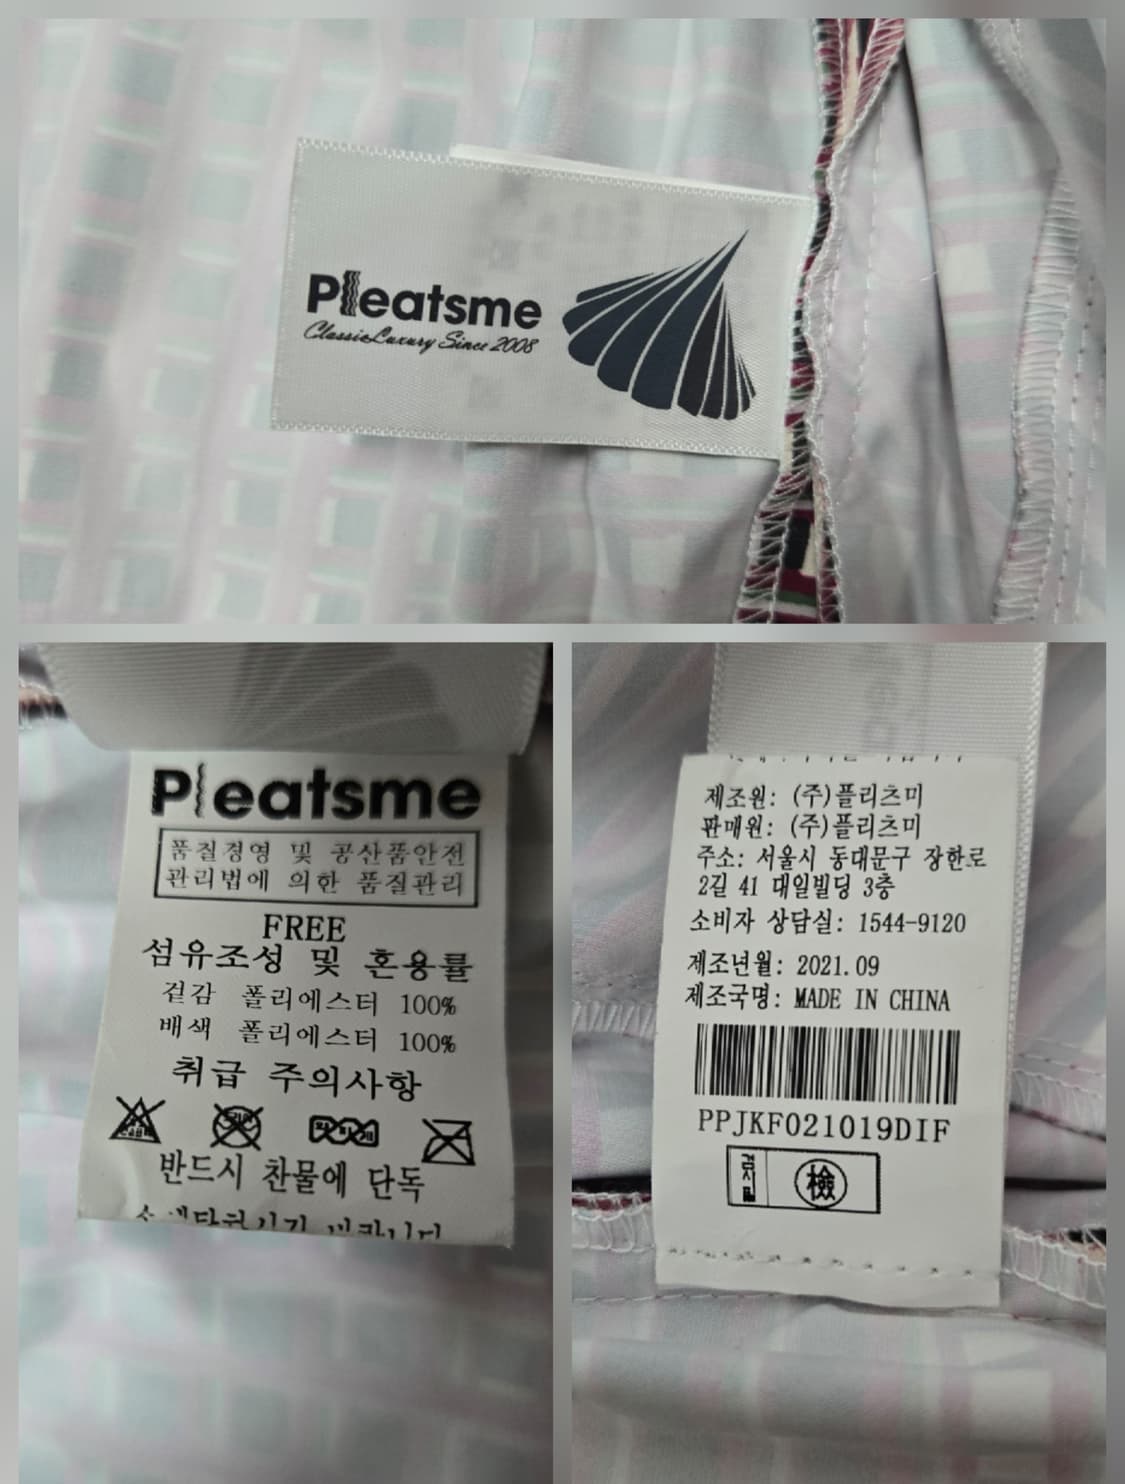 Pleatsme
Classic Luxury Since 2008
Pleatsme
품질경영 및 공산품안전
관리법에 의한 품질관리
FREE
섬유조성 및 혼용률
겉감 폴리에스터 100%
배색 폴리에스터 100%
취급 주의사항
반드시 찬물에 단독
제조원: (주)플리츠미
판매원: (주)플리츠미
주소: 서울시 동대문구 장한로
2길 41 대일빌딩 3층
소비자 상담실: 1544-9120
제조년월: 2021.09
제조국명: MADE IN CHINA
PPJKF021019DIF
검사필 檢